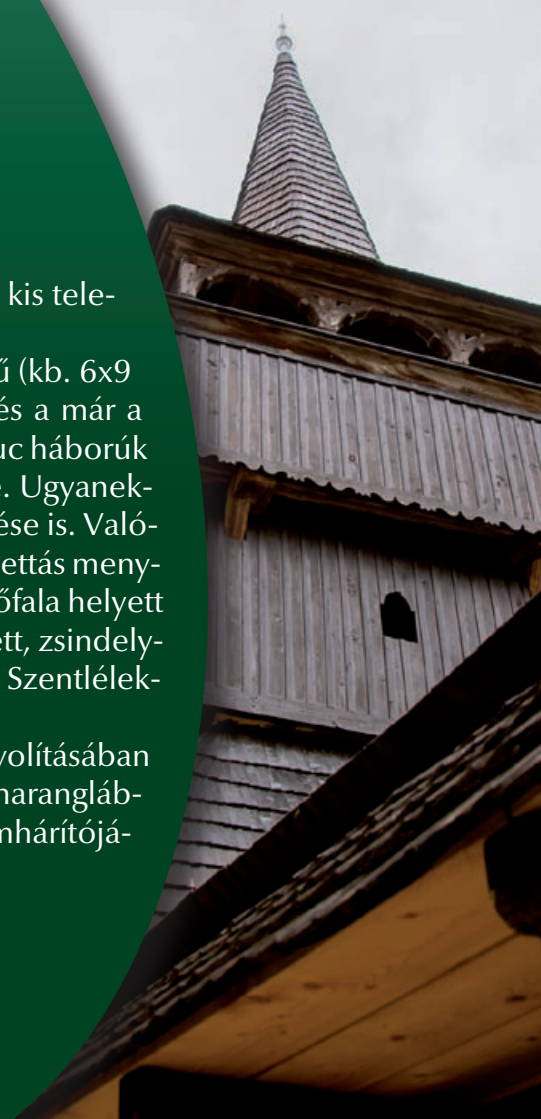 kis tele-
ű (kb. 6x9
és a már a
uc háborúk
e. Ugyanek-
ése is. Való-
ettás meny-
őfala helyett
ett, zsindely-
Szentlélek-
yolításában
harangláb-
mhárítójá-